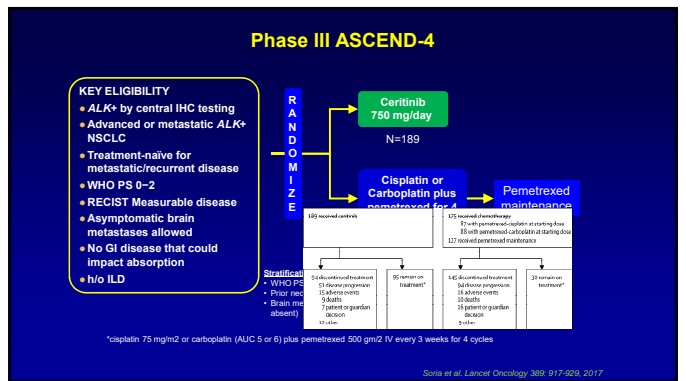 Phase III ASCEND-4
KEY ELIGIBILITY
ALK+ by central IHC testing
Advanced or metastatic ALK+
NSCLC
Treatment-naïve for
metastatic/recurrent disease
WHO PS 0–2
RECIST Measurable disease
Asymptomatic brain
metastases allowed
No GI disease that could
impact absorption
h/o ILD
RANDOMIZE
Ceritinib
750 mg/day
N=189
Cisplatin or
Carboplatin plus
pemetrexed for 4
Pemetrexed
maintenance
189 received ceritinib
175 received chemotherapy
87 with pemetrexed-cisplatin at starting dose
88 with pemetrexed-carboplatin at starting dose
127 received pemetrexed maintenance
94 discontinued treatment
51 disease progression
15 adverse events
9 deaths
7 patient or guardian
decision
12 other
95 remain on
treatment*
145 discontinued treatment
94 disease progression
16 adverse events
10 deaths
16 patient or guardian
decision
9 other
30 remain on
treatment*
• WHO PS
• Prior
• Brain
absent)
*cisplatin 75 mg/m2 or carboplatin (AUC 5 or 6) plus pemetrexed 500 gm/2 IV every 3 weeks for 4 cycles
Soria et al. Lancet Oncology 389: 917-929, 2017